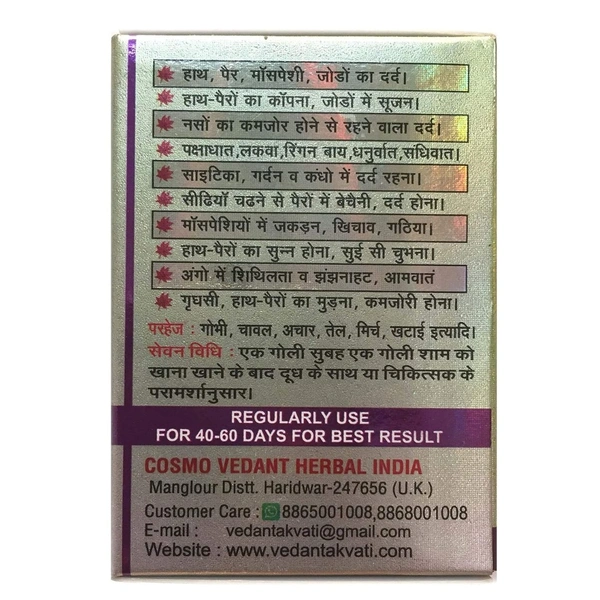 हाथ, पैर, मॉसपेशी, जोडों का दर्द।
हाथ-पैरों का कॉपना, जोडों में सूजन।
नसों का कमजोर होने से रहने वाला दर्द।
पक्षाधात,लकवा,रिंगन बाय,धनुर्वात,संधिवात।
साइटिका, गर्दन व कंधो में दर्द रहना।
सीढियॉ चढने से पैरों में बेचैनी, दर्द होना।
मॉसपेशियों में जकड़न, खिचाव, गठिया।
हाथ-पैरों का सुन्न होना, सुई सी चुभना।
अंगो में शिथिलता व झंझनाहट, आमवातं
गृघसी, हाथ-पैरों का मुड़ना, कमजोरी होना।
परहेज : गोभी, चावल, अचार, तेल, मिर्च, खटाई इत्यादि।
सेवन विधि : एक गोली सुबह एक गोली शाम को
खाना खाने के बाद दूध के साथ या चिकित्सक के
परामर्शानुसार।
REGULARLY USE
FOR 40-60 DAYS FOR BEST RESULT
COSMO VEDANT HERBAL INDIA
Manglour Distt. Haridwar-247656 (U.K.)
Customer Care : 8865001008,8868001008
E-mail : vedantakvati@gmail.com
Website : www.vedantakvati.com